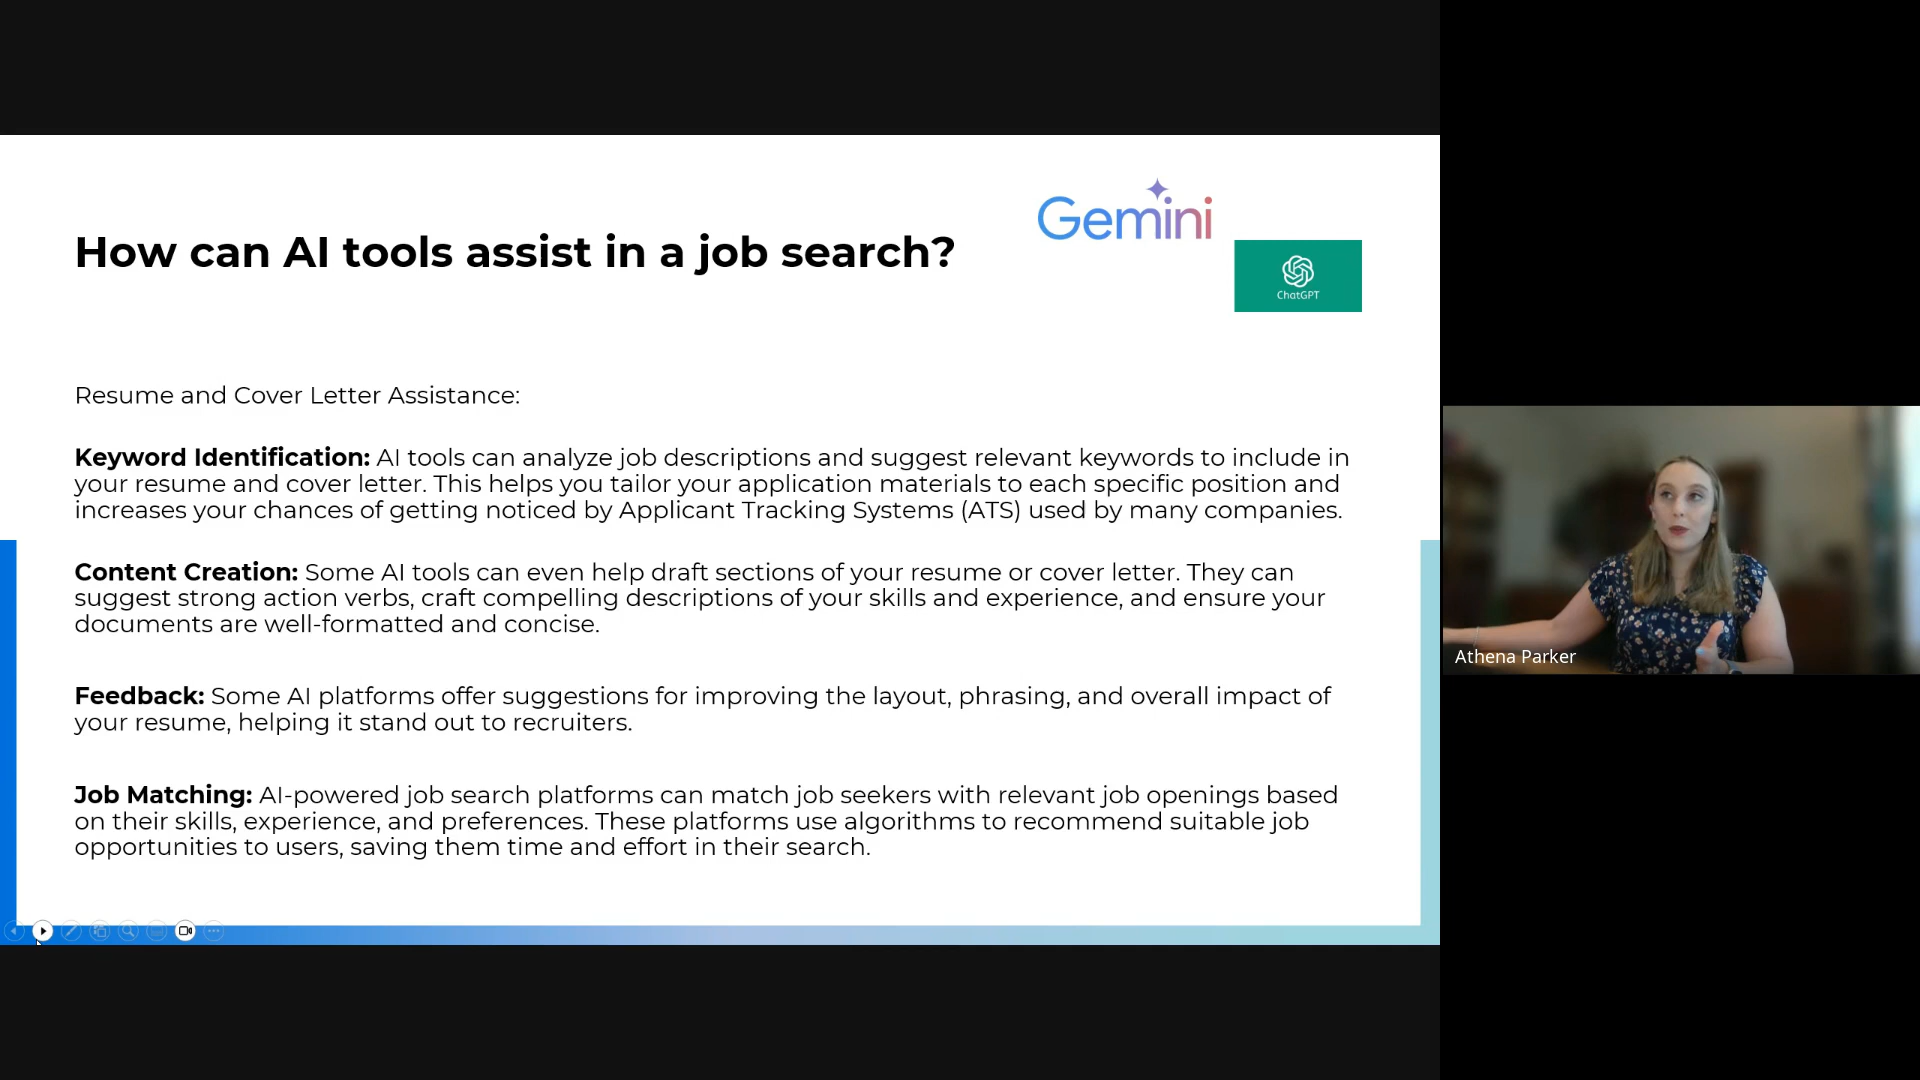 Gemini
How can AI tools assist in a job search?
ChatGPT
Resume and Cover Letter Assistance:
Keyword Identification: AI tools can analyze job descriptions and suggest relevant keywords to include in
your resume and cover letter. This helps you tailor your application materials to each specific position and
increases your chances of getting noticed by Applicant Tracking Systems (ATS) used by many companies.
Content Creation: Some AI tools can even help draft sections of your resume or cover letter. They can
suggest strong action verbs, craft compelling descriptions of your skills and experience, and ensure your
documents are well-formatted and concise.
Feedback: Some AI platforms offer suggestions for improving the layout, phrasing, and overall impact of
your resume, helping it stand out to recruiters.
Job Matching: AI-powered job search platforms can match job seekers with relevant job openings based
on their skills, experience, and preferences. These platforms use algorithms to recommend suitable job
opportunities to users, saving them time and effort in their search.
Athena Parker